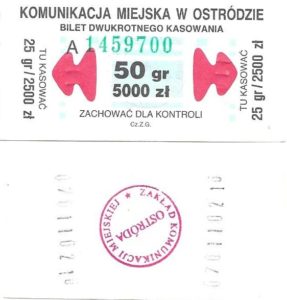 KOMUNIKACJA MIEJSKA W OSTRÓDZIE
BILET DWUKROTNEGO KASOWANIA
A 1459700
TU KASOWAĆ
25 gr/2500 zł
50 gr
5000 zł
TU KASOWAĆ
25 gr/2500 zł
ZACHOWAĆ DLA KONTROLI
Cz.Z.G.
ZAKŁAD KOMUNIKACJI MIEJSKIEJ
OSTRÓDA